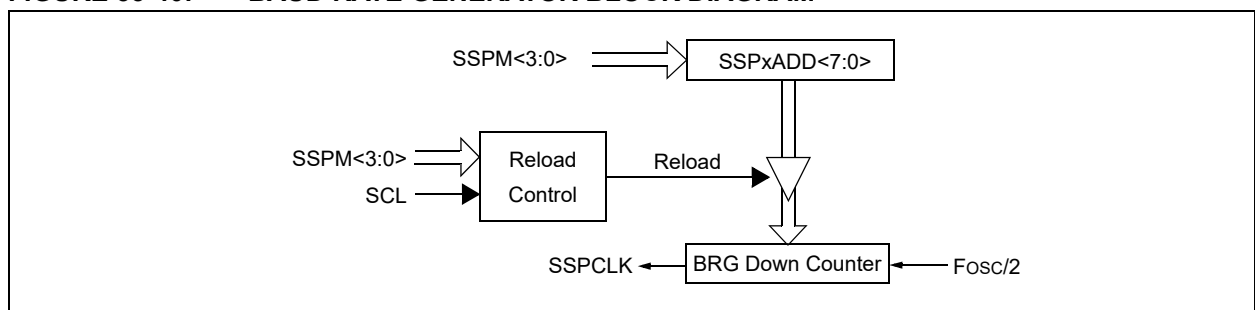 SSPM<3:0>
SSPxADD<7:0>
SSPM<3:0>
SCL
Reload
Control
Reload
SSPCLK
BRG Down Counter
FOSC/2